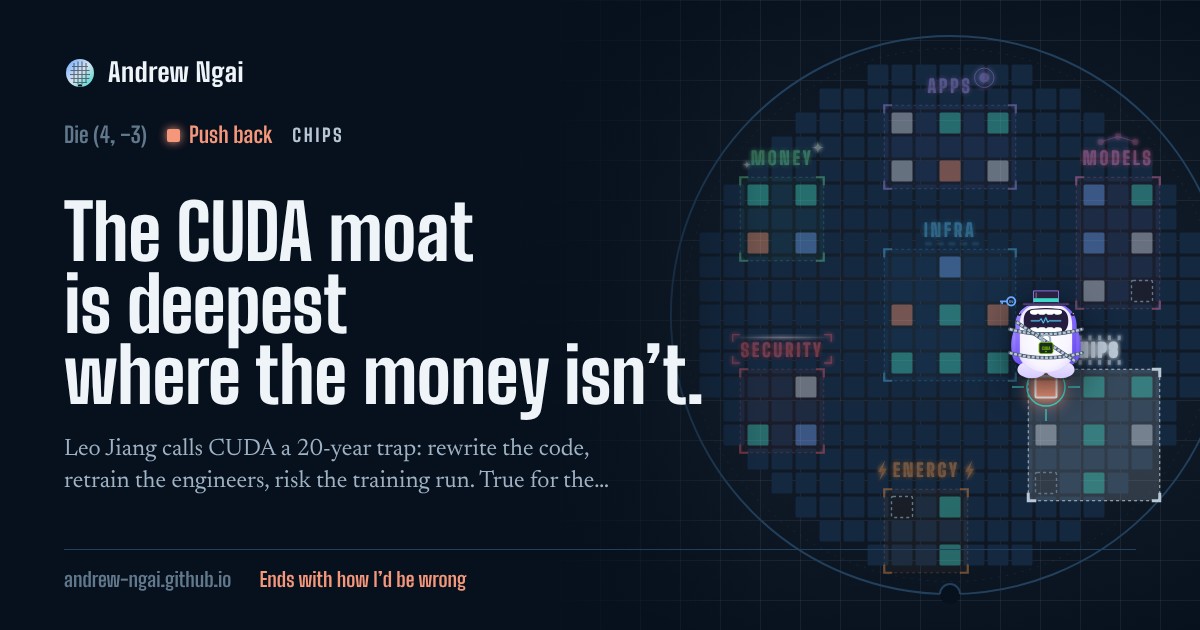 Andrew Ngai
Die (4, −3)
Push back
CHIPS
The CUDA moat
is deepest
where the money isn’t.
Leo Jiang calls CUDA a 20-year trap: rewrite the code,
retrain the engineers, risk the training run. True for the...
andrew-ngai.github.io
Ends with how I’d be wrong
APPS
MONEY
MODELS
INFRA
SECURITY
ENERGY